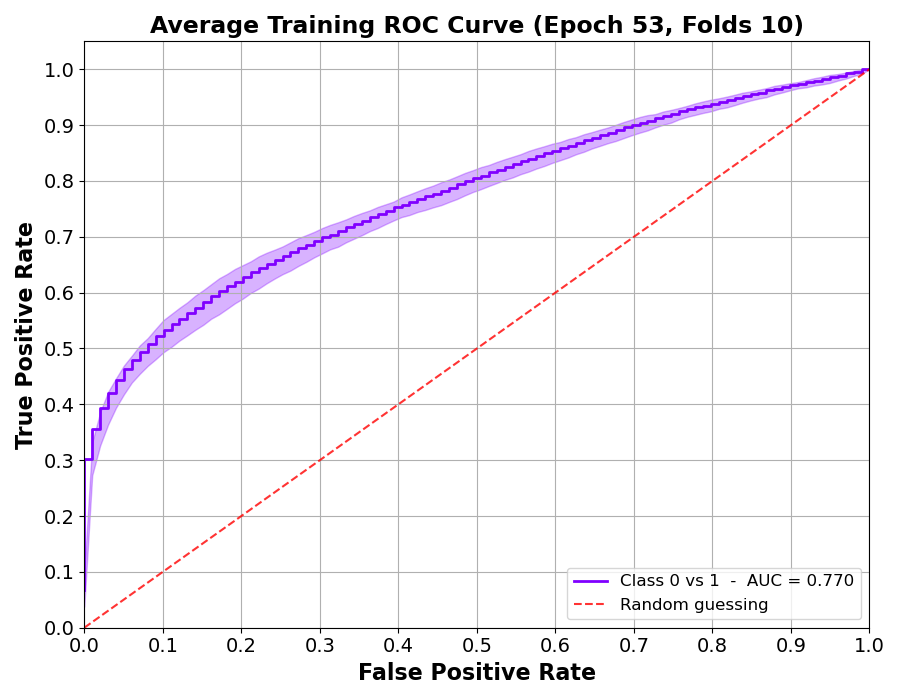 Average Training ROC Curve (Epoch 53, Folds 10)
True Positive Rate
1.0
0.9
0.8
0.7
0.6
0.5
0.4
0.3
0.2
0.1
0.0
Class 0 vs 1 - AUC = 0.770
Random guessing
0.0 0.1 0.2 0.3 0.4 0.5 0.6 0.7 0.8 0.9 1.0
False Positive Rate